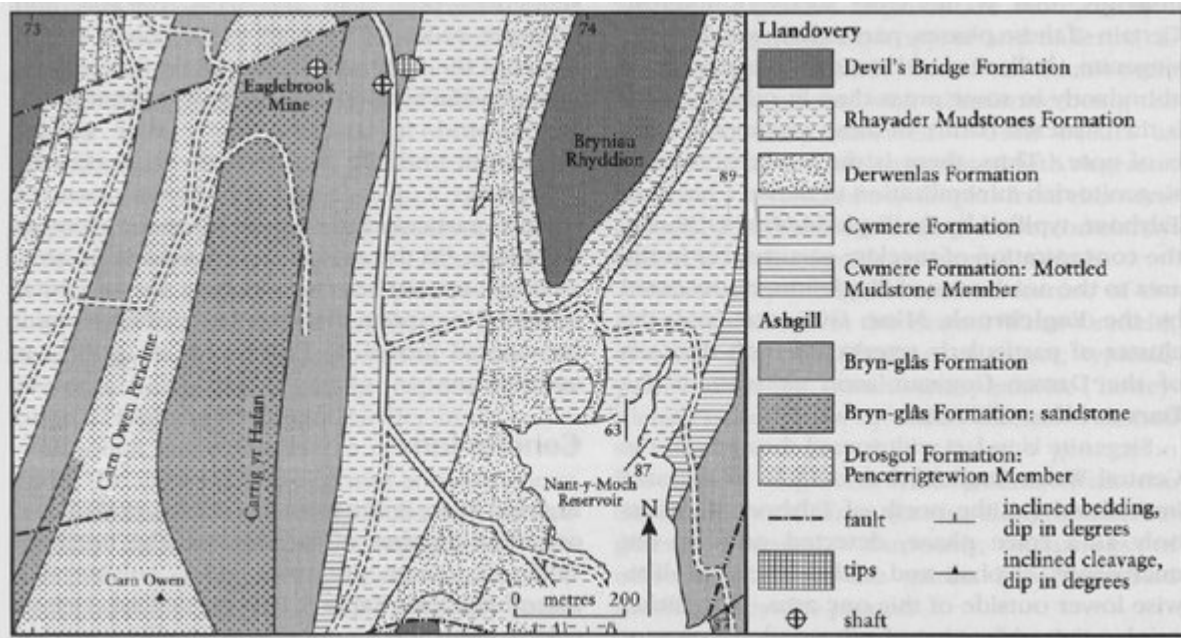 73
74
Eaglebrook
Mine
Bryniau
Rhyddion
89
Carn Owen Pericline
Carrig yr Hafan
63
87
Nant-y-Moch
Reservoir
N
Carn Owen
0 metres 200
Llandovery
Devil's Bridge Formation
Rhayader Mudstones Formation
Derwenlas Formation
Cwmere Formation
Cwmere Formation: Mottled
Mudstone Member
Ashgill
Bryn-glâs Formation
Bryn-glâs Formation: sandstone
Drosgol Formation:
Pencerrigtewion Member
fault
inclined bedding,
dip in degrees
tips
inclined cleavage,
dip in degrees
shaft